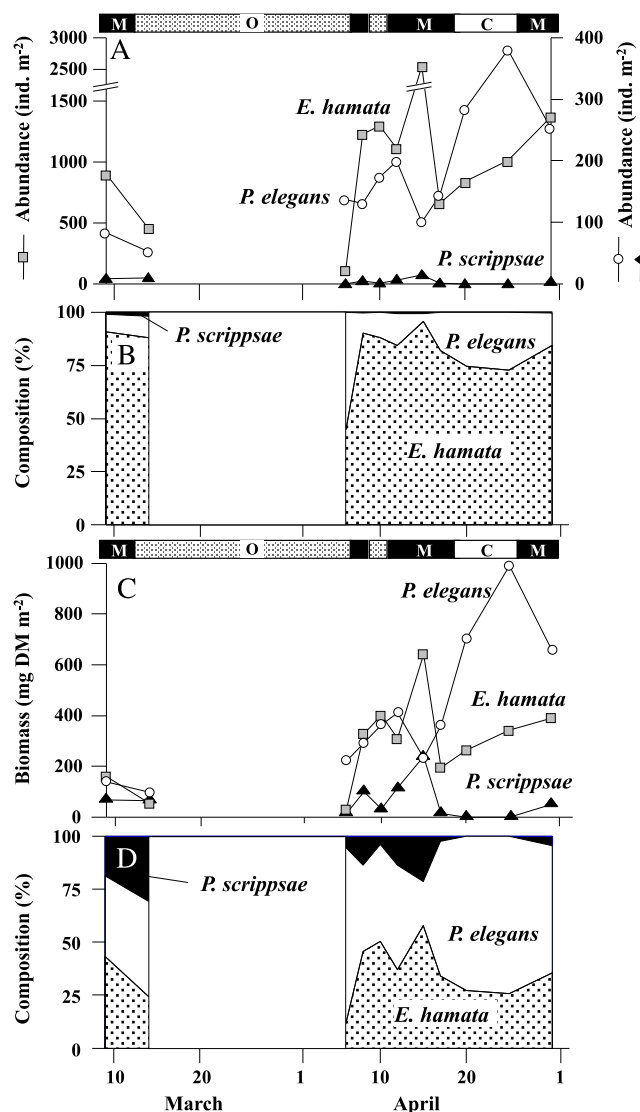 M O M C M
A
3000
2500
1500
1000
500
0
Abundance (ind. m-2)
400
300
200
100
0
Abundance (ind. m-2)
E. hamata
P. elegans
P. scrippsae
B
100
75
50
25
0
Composition (%)
P. scrippsae
P. elegans
E. hamata
M O M C M
C
1000
800
600
400
200
0
Biomass (mg DM m-2)
P. elegans
E. hamata
P. scrippsae
D
100
75
50
25
0
Composition (%)
P. scrippsae
P. elegans
E. hamata
10 20 1 10 20 1
March April